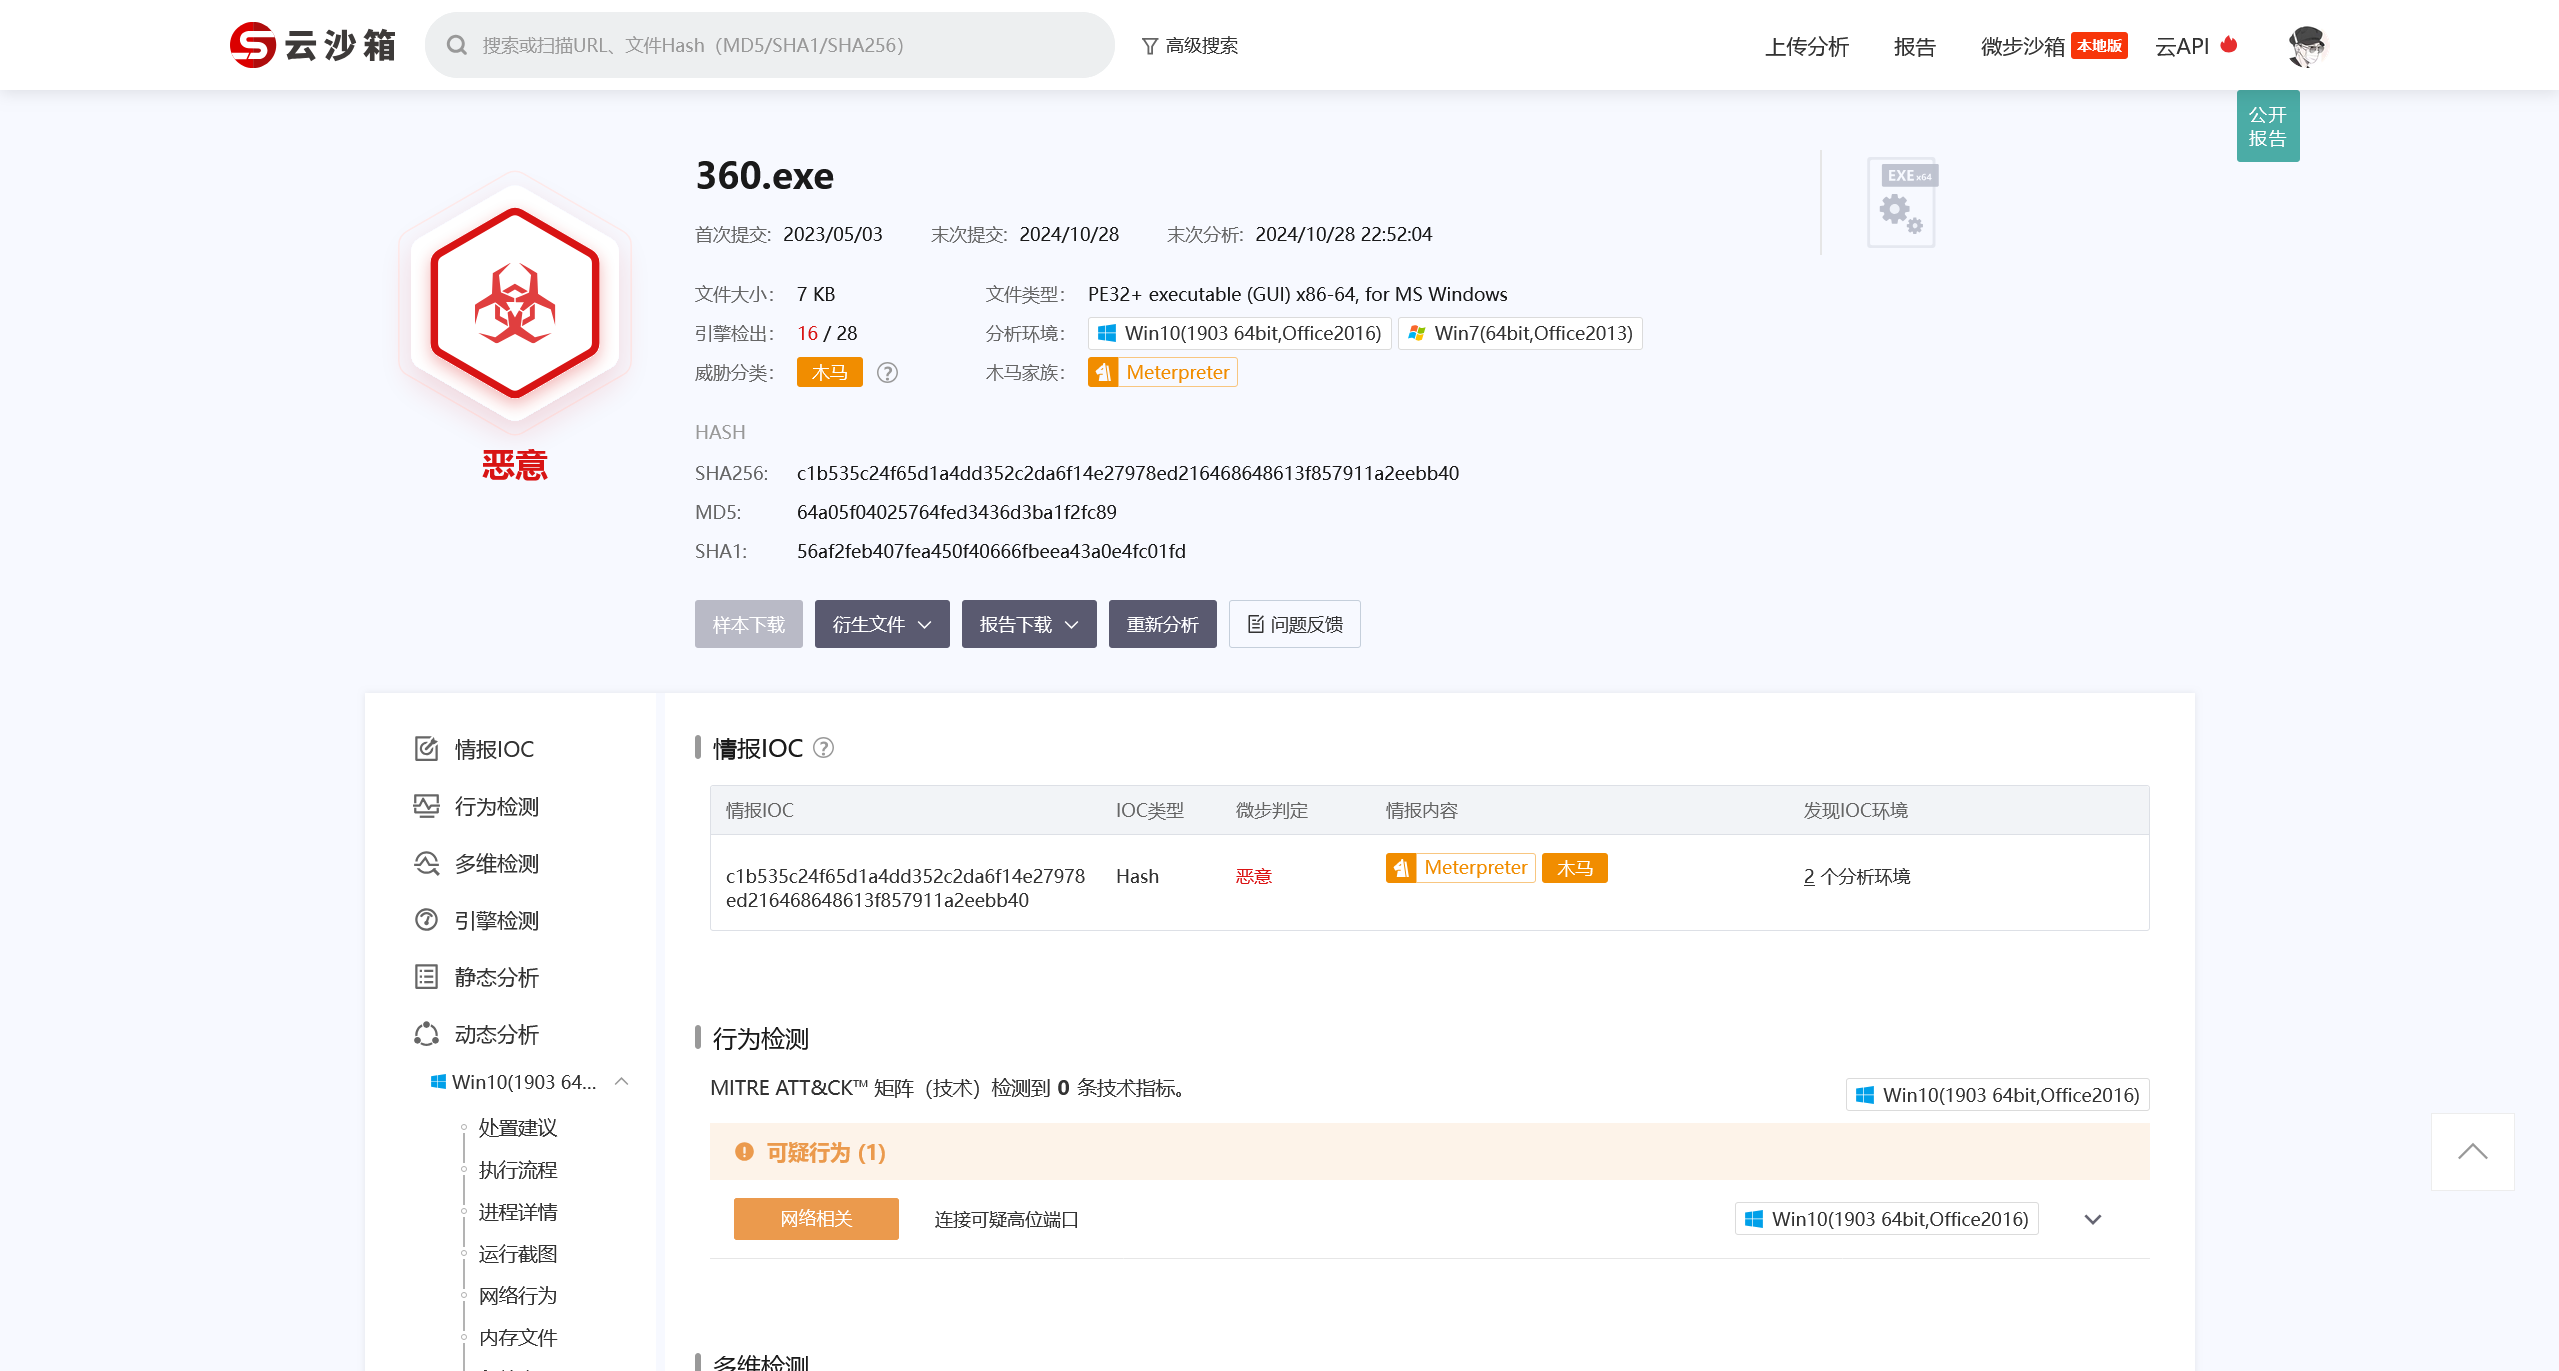 云沙箱
搜索或扫描URL、文件Hash（MD5/SHA1/SHA256）
高级搜索
上传分析
报告
微步沙箱 本地版
云API
公开
报告
360.exe
EXE x64
首次提交: 2023/05/03 末次提交: 2024/10/28 末次分析: 2024/10/28 22:52:04
文件大小: 7 KB 文件类型: PE32+ executable (GUI) x86-64, for MS Windows
引擎检出: 16 / 28 分析环境: Win10(1903 64bit,Office2016) Win7(64bit,Office2013)
威胁分类: 木马 木马家族: Meterpreter
恶意
HASH
SHA256: c1b535c24f65d1a4dd352c2da6f14e27978ed216468648613f857911a2eebb40
MD5: 64a05f04025764fed3436d3ba1f2fc89
SHA1: 56af2feb407fea450f40666fbeea43a0e4fc01fd
样本下载 衍生文件 报告下载 重新分析 问题反馈
情报IOC
行为检测
多维检测
引擎检测
静态分析
动态分析
Win10(1903 64...
处置建议
执行流程
进程详情
运行截图
网络行为
内存文件
情报IOC
情报IOC IOC类型 微步判定 情报内容 发现IOC环境
c1b535c24f65d1a4dd352c2da6f14e27978 Hash 恶意 Meterpreter 木马 2 个分析环境
ed216468648613f857911a2eebb40
行为检测
MITRE ATT&CK™ 矩阵（技术）检测到 0 条技术指标。
Win10(1903 64bit,Office2016)
可疑行为 (1)
网络相关 连接可疑高位端口 Win10(1903 64bit,Office2016)
多维检测